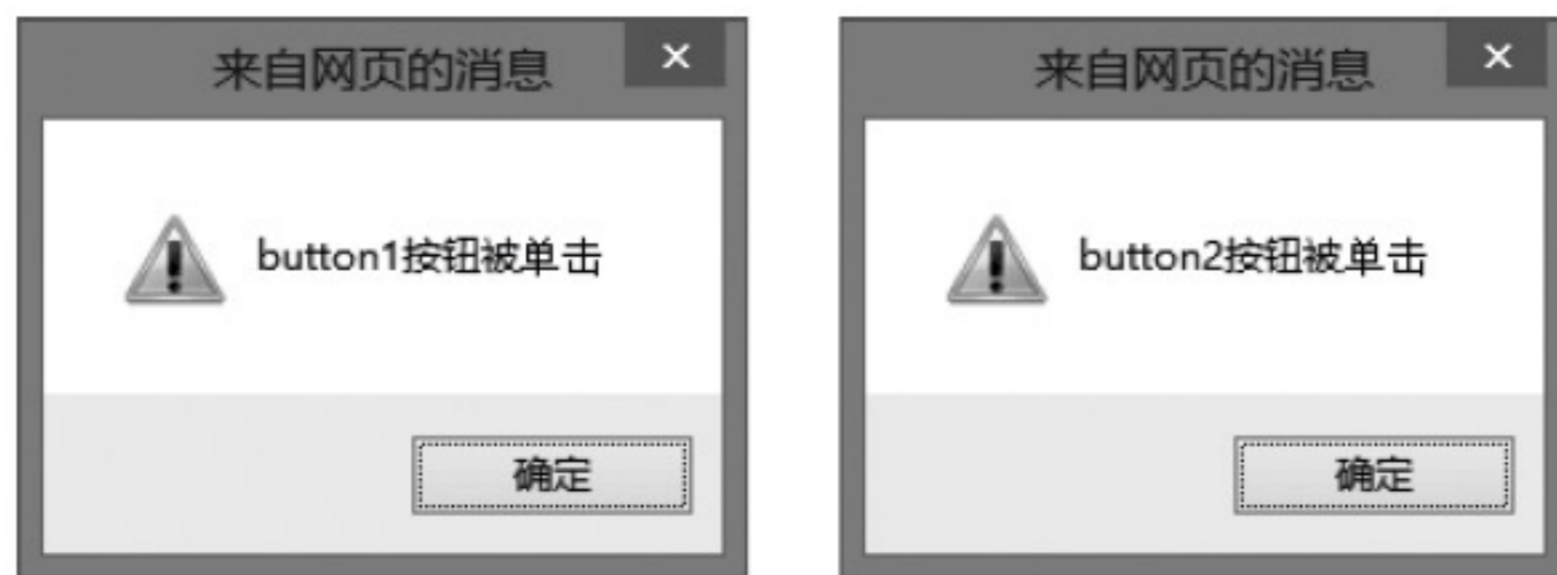 来自网页的消息
×
button1按钮被单击
确定
来自网页的消息
×
button2按钮被单击
确定